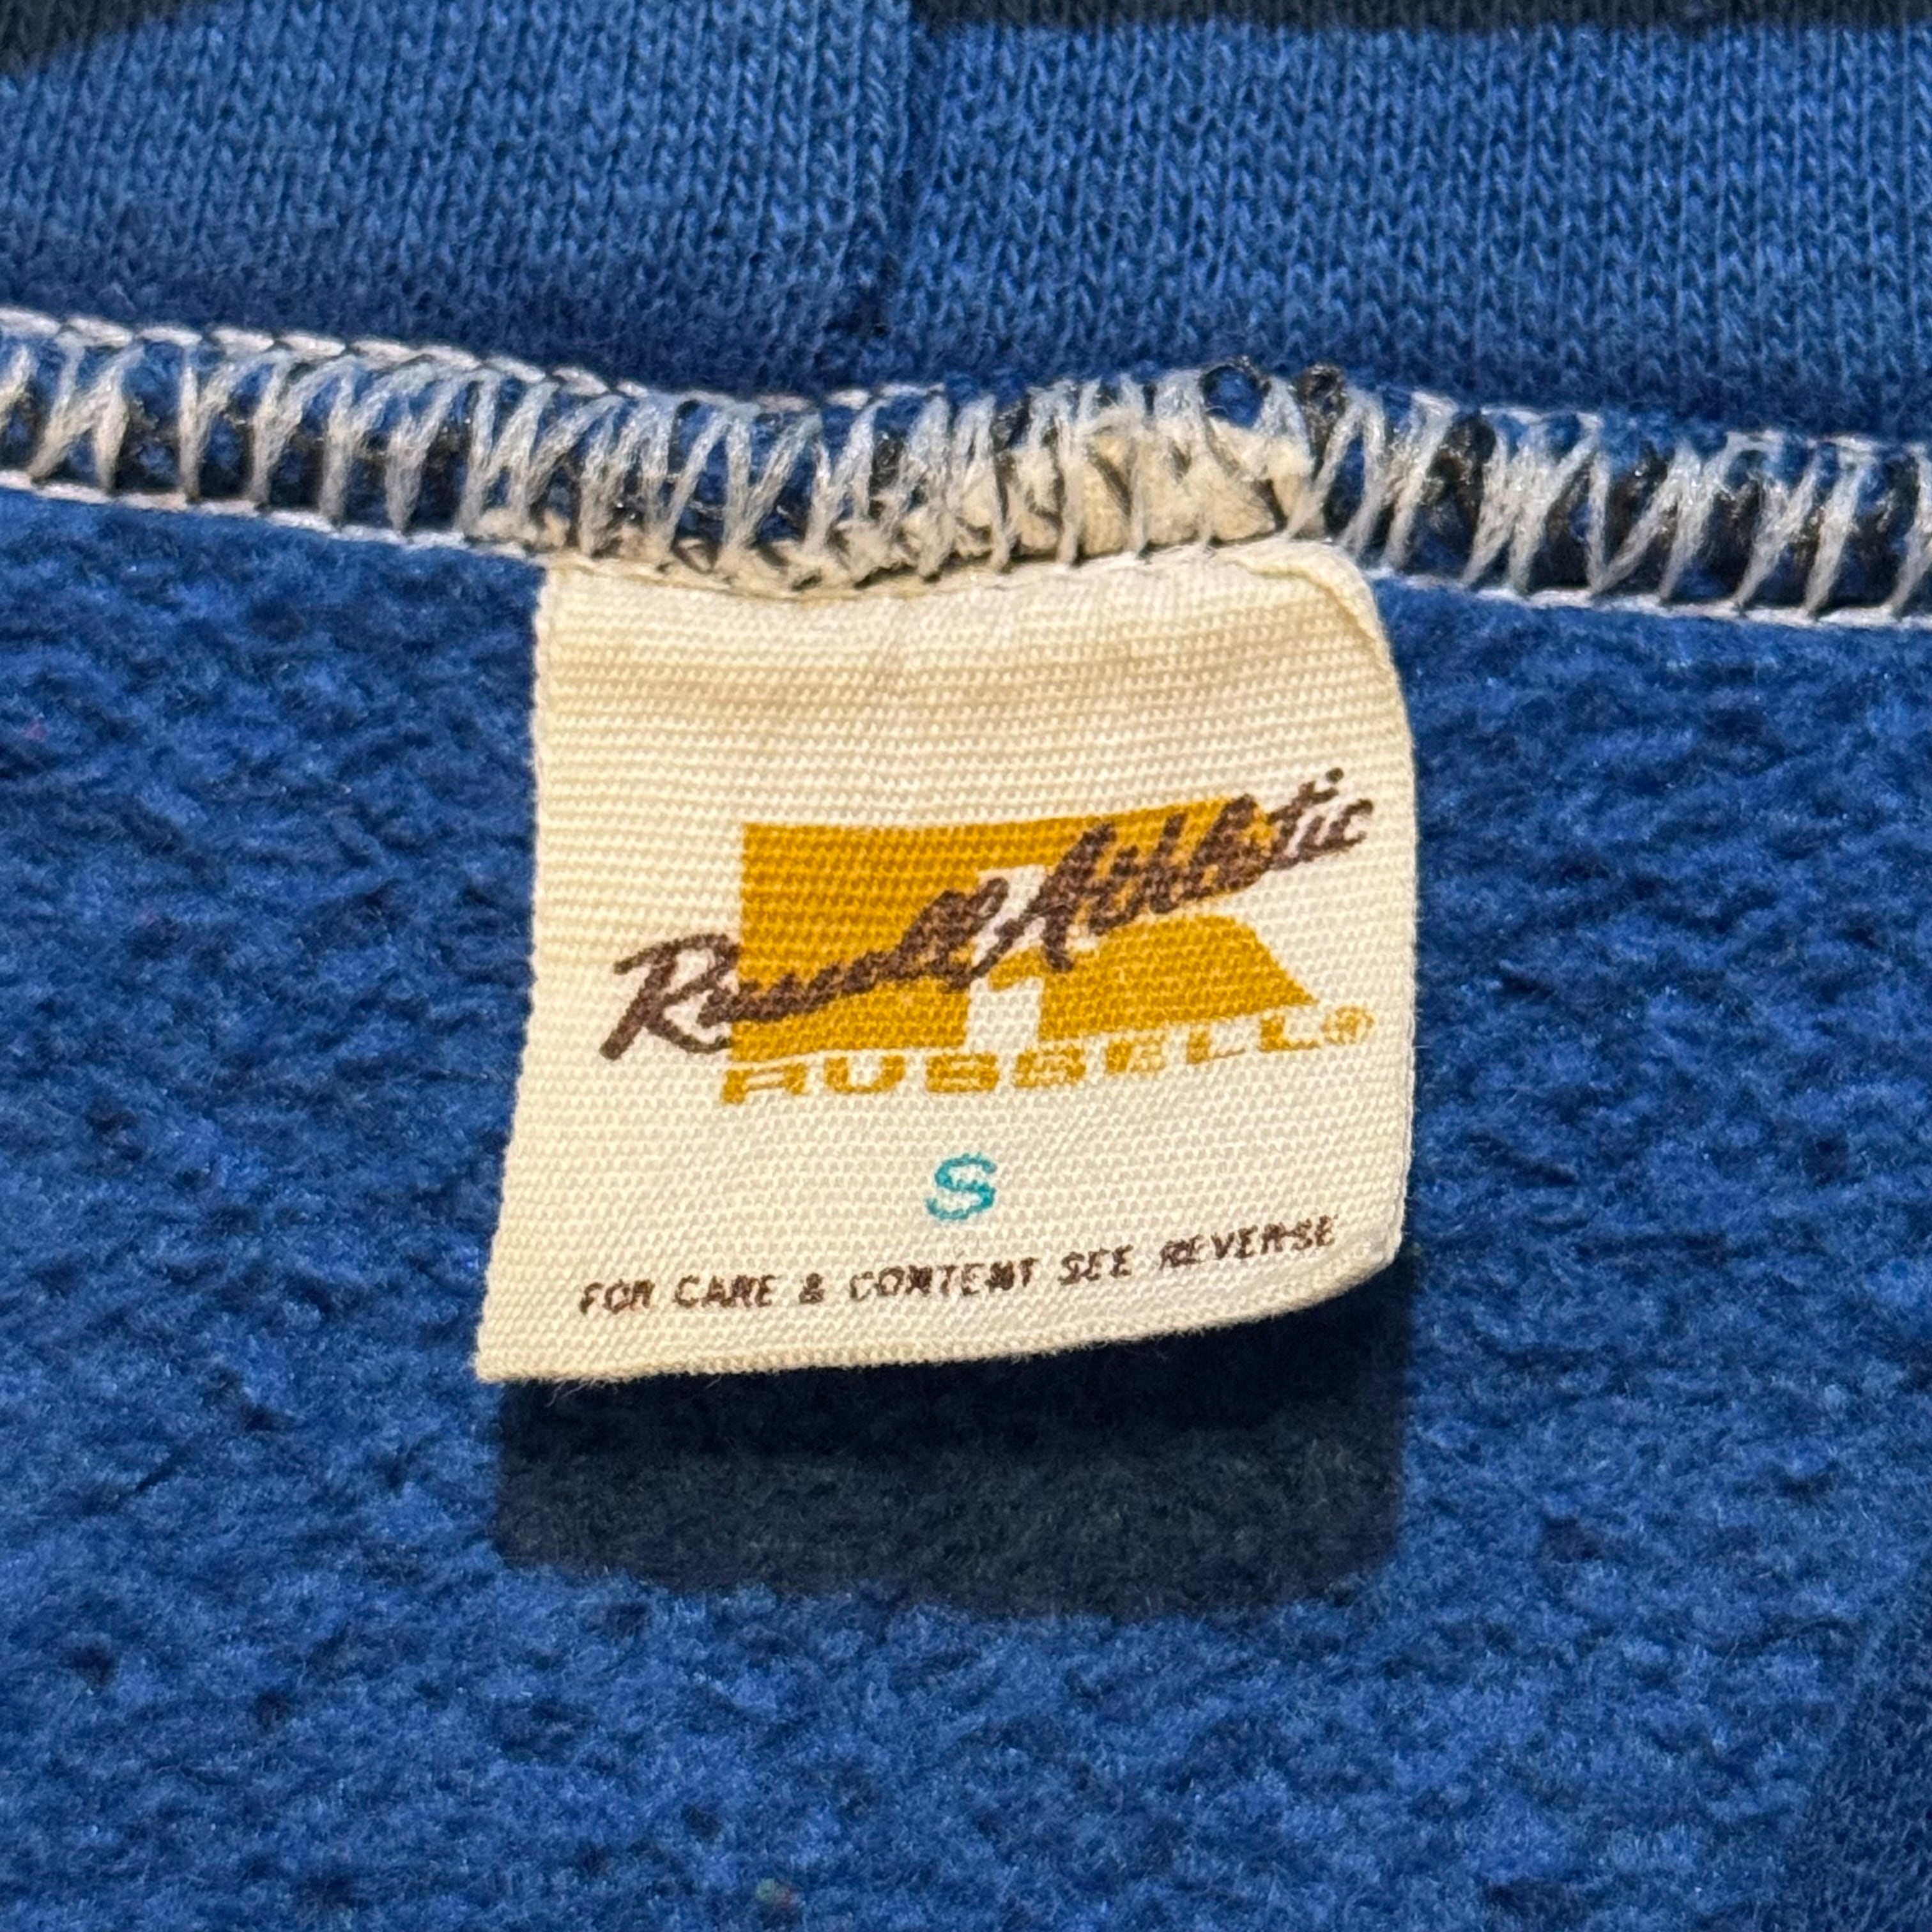 Russell Athletic
RUSSELL®
S
FOR CARE & CONTENT SEE REVERSE